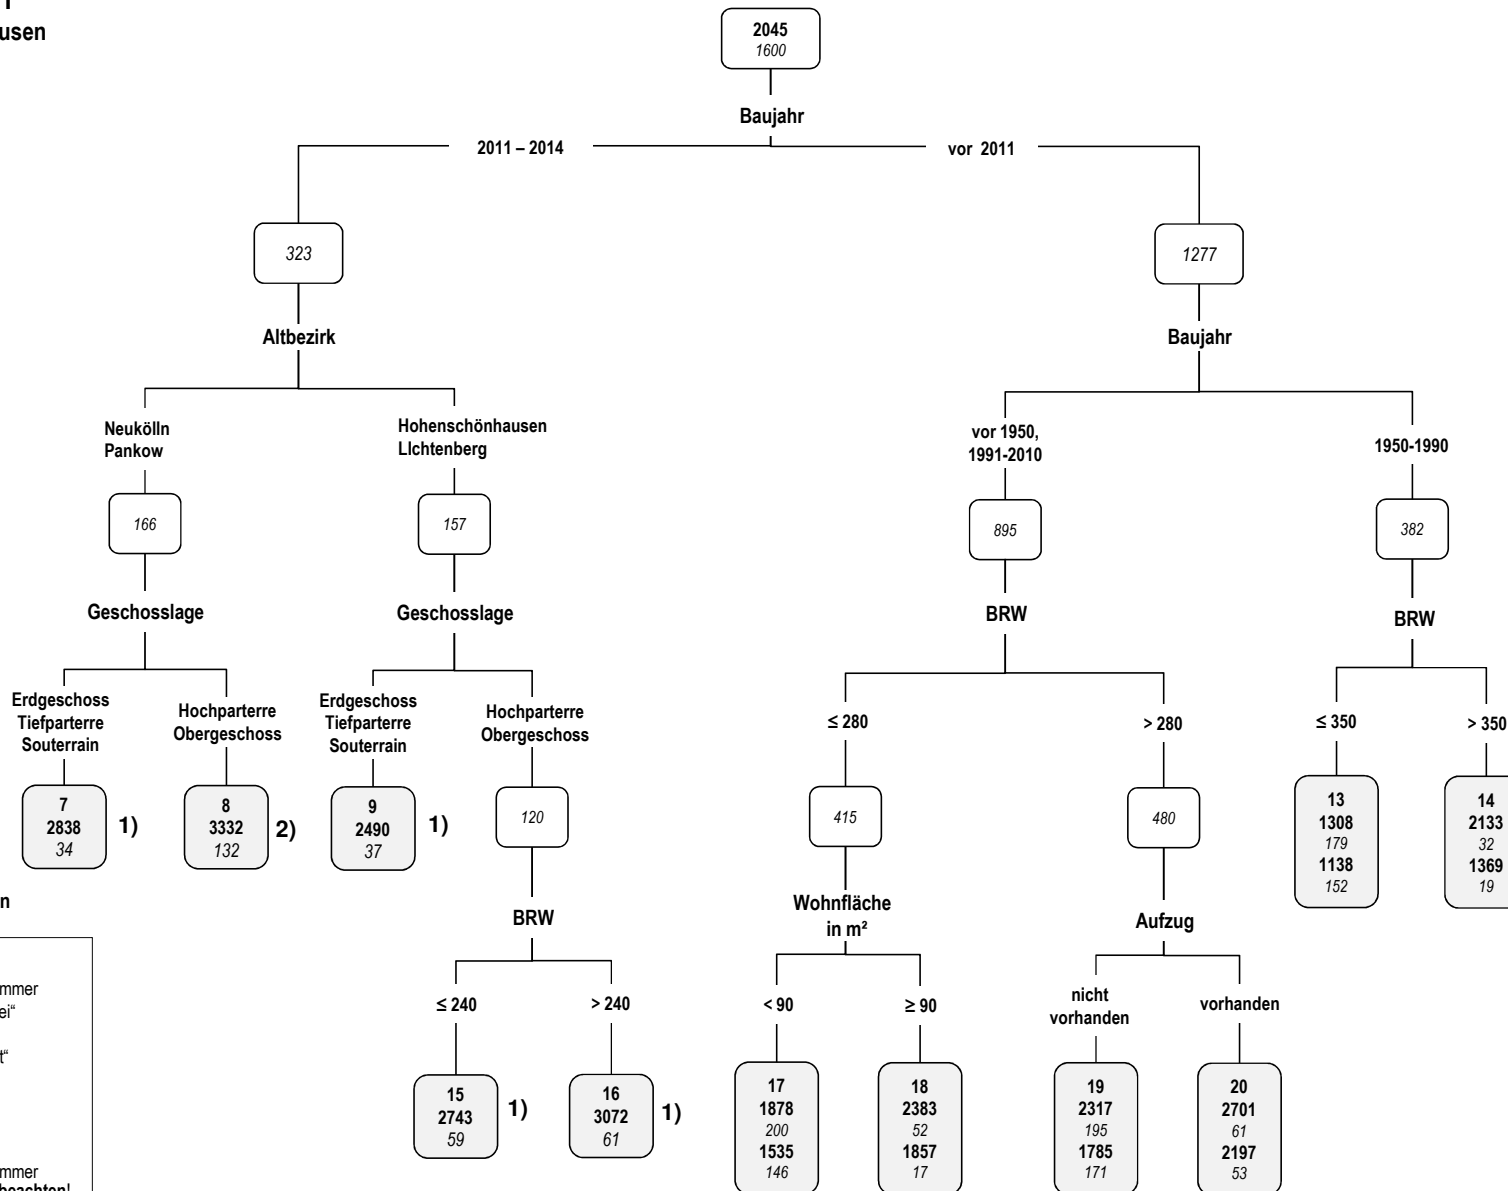 usen
2045
1600
Baujahr
2011 – 2014
vor 2011
323
1277
Altbezirk
Baujahr
Neukölln
Pankow
Hohenschönhausen
LIchtenberg
vor 1950,
1991-2010
1950-1990
166
157
895
382
Geschosslage
Geschosslage
BRW
BRW
Erdgeschoss
Tiefparterre
Souterrain
Hochparterre
Obergeschoss
Erdgeschoss
Tiefparterre
Souterrain
Hochparterre
Obergeschoss
≤ 280
> 280
≤ 350
> 350
7
2838
34
1)
8
3332
132
2)
9
2490
37
1)
120
415
480
13
1308
179
1138
152
14
2133
32
1369
19
n
BRW
Wohnfläche
in m²
Aufzug
mmer
ei“
t“
mmer
beachten!
≤ 240
> 240
< 90
≥ 90
nicht
vorhanden
vorhanden
15
2743
59
1)
16
3072
61
1)
17
1878
200
1535
146
18
2383
52
1857
17
19
2317
195
1785
171
20
2701
61
2197
53